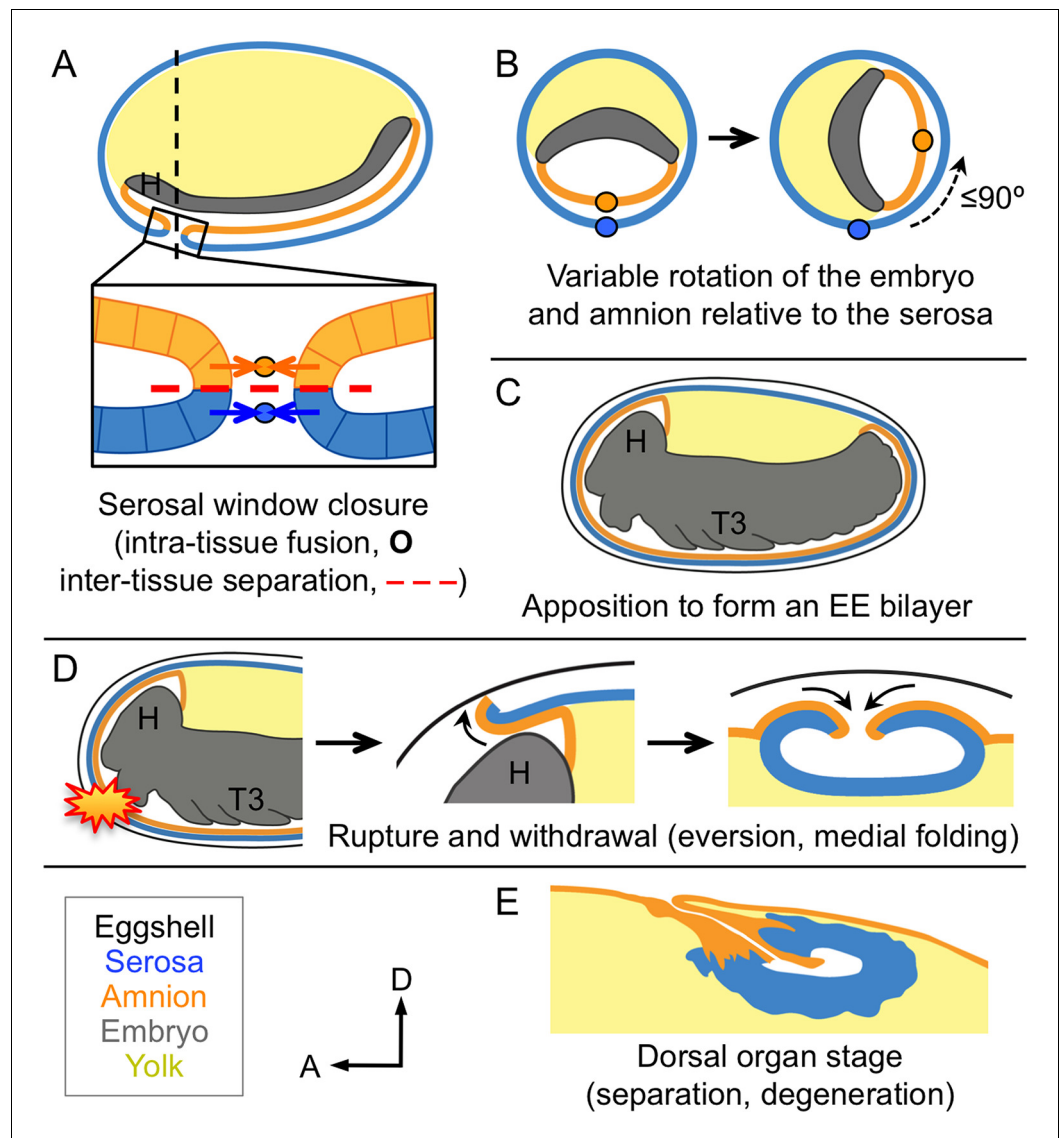 A
H
Serosal window closure
(intra-tissue fusion, O
inter-tissue separation, – – –)
B
≤90º
Variable rotation of the embryo
and amnion relative to the serosa
C
H
T3
Apposition to form an EE bilayer
D
H
T3
H
Rupture and withdrawal (eversion, medial folding)
Eggshell
Serosa
Amnion
Embryo
Yolk
D
A
E
Dorsal organ stage
(separation, degeneration)